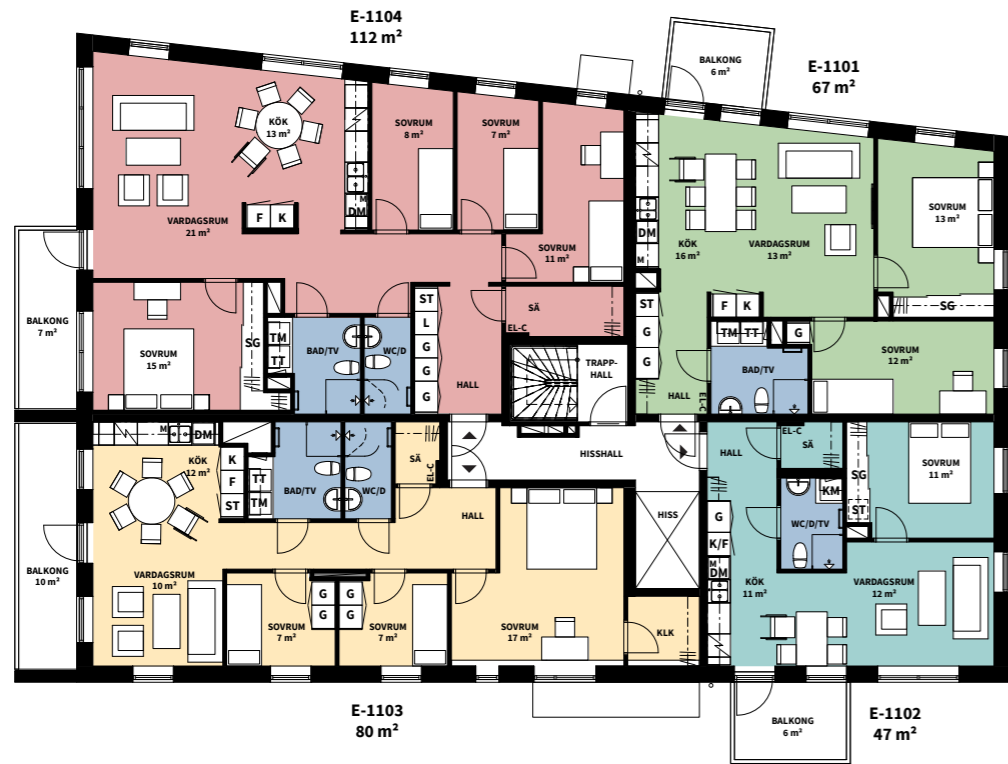 E-1104
112 m²
BALKONG
6 m²
E-1101
67 m²
KÖK
13 m²
SOVRUM
8 m²
SOVRUM
7 m²
M
DM
F K
VARDAGSRUM
21 m²
SOVRUM
11 m²
DM
M
KÖK
16 m²
VARDAGSRUM
13 m²
SOVRUM
13 m²
BALKONG
7 m²
SOVRUM
15 m²
SG
TM
TT
BAD/TV
WC/D
ST
L
G
G
G
HALL
SÄ
EL-C
TRAPP-
HALL
ST
G
G
F K
SG
TM TT
G
BAD/TV
SOVRUM
12 m²
HALL
EL-C
M
DM
KÖK
12 m²
K
F
ST
TT
TM
BAD/TV
WC/D
SÄ
EL-C
HISSHALL
HALL
EL-C
SÄ
SG
ST
SOVRUM
11 m²
HALL
HISS
G
K/F
M
DM
KM
WC/D/TV
BALKONG
10 m²
VARDAGSRUM
10 m²
SOVRUM
7 m²
G
G
G
G
SOVRUM
7 m²
SOVRUM
17 m²
KLK
KÖK
11 m²
VARDAGSRUM
12 m²
E-1103
80 m²
BALKONG
6 m²
E-1102
47 m²